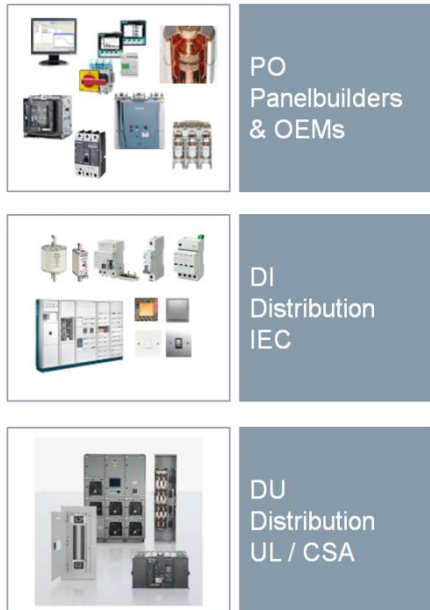 PO
Panelbuilders
& OEMs
DI
Distribution
IEC
DU
Distribution
UL / CSA